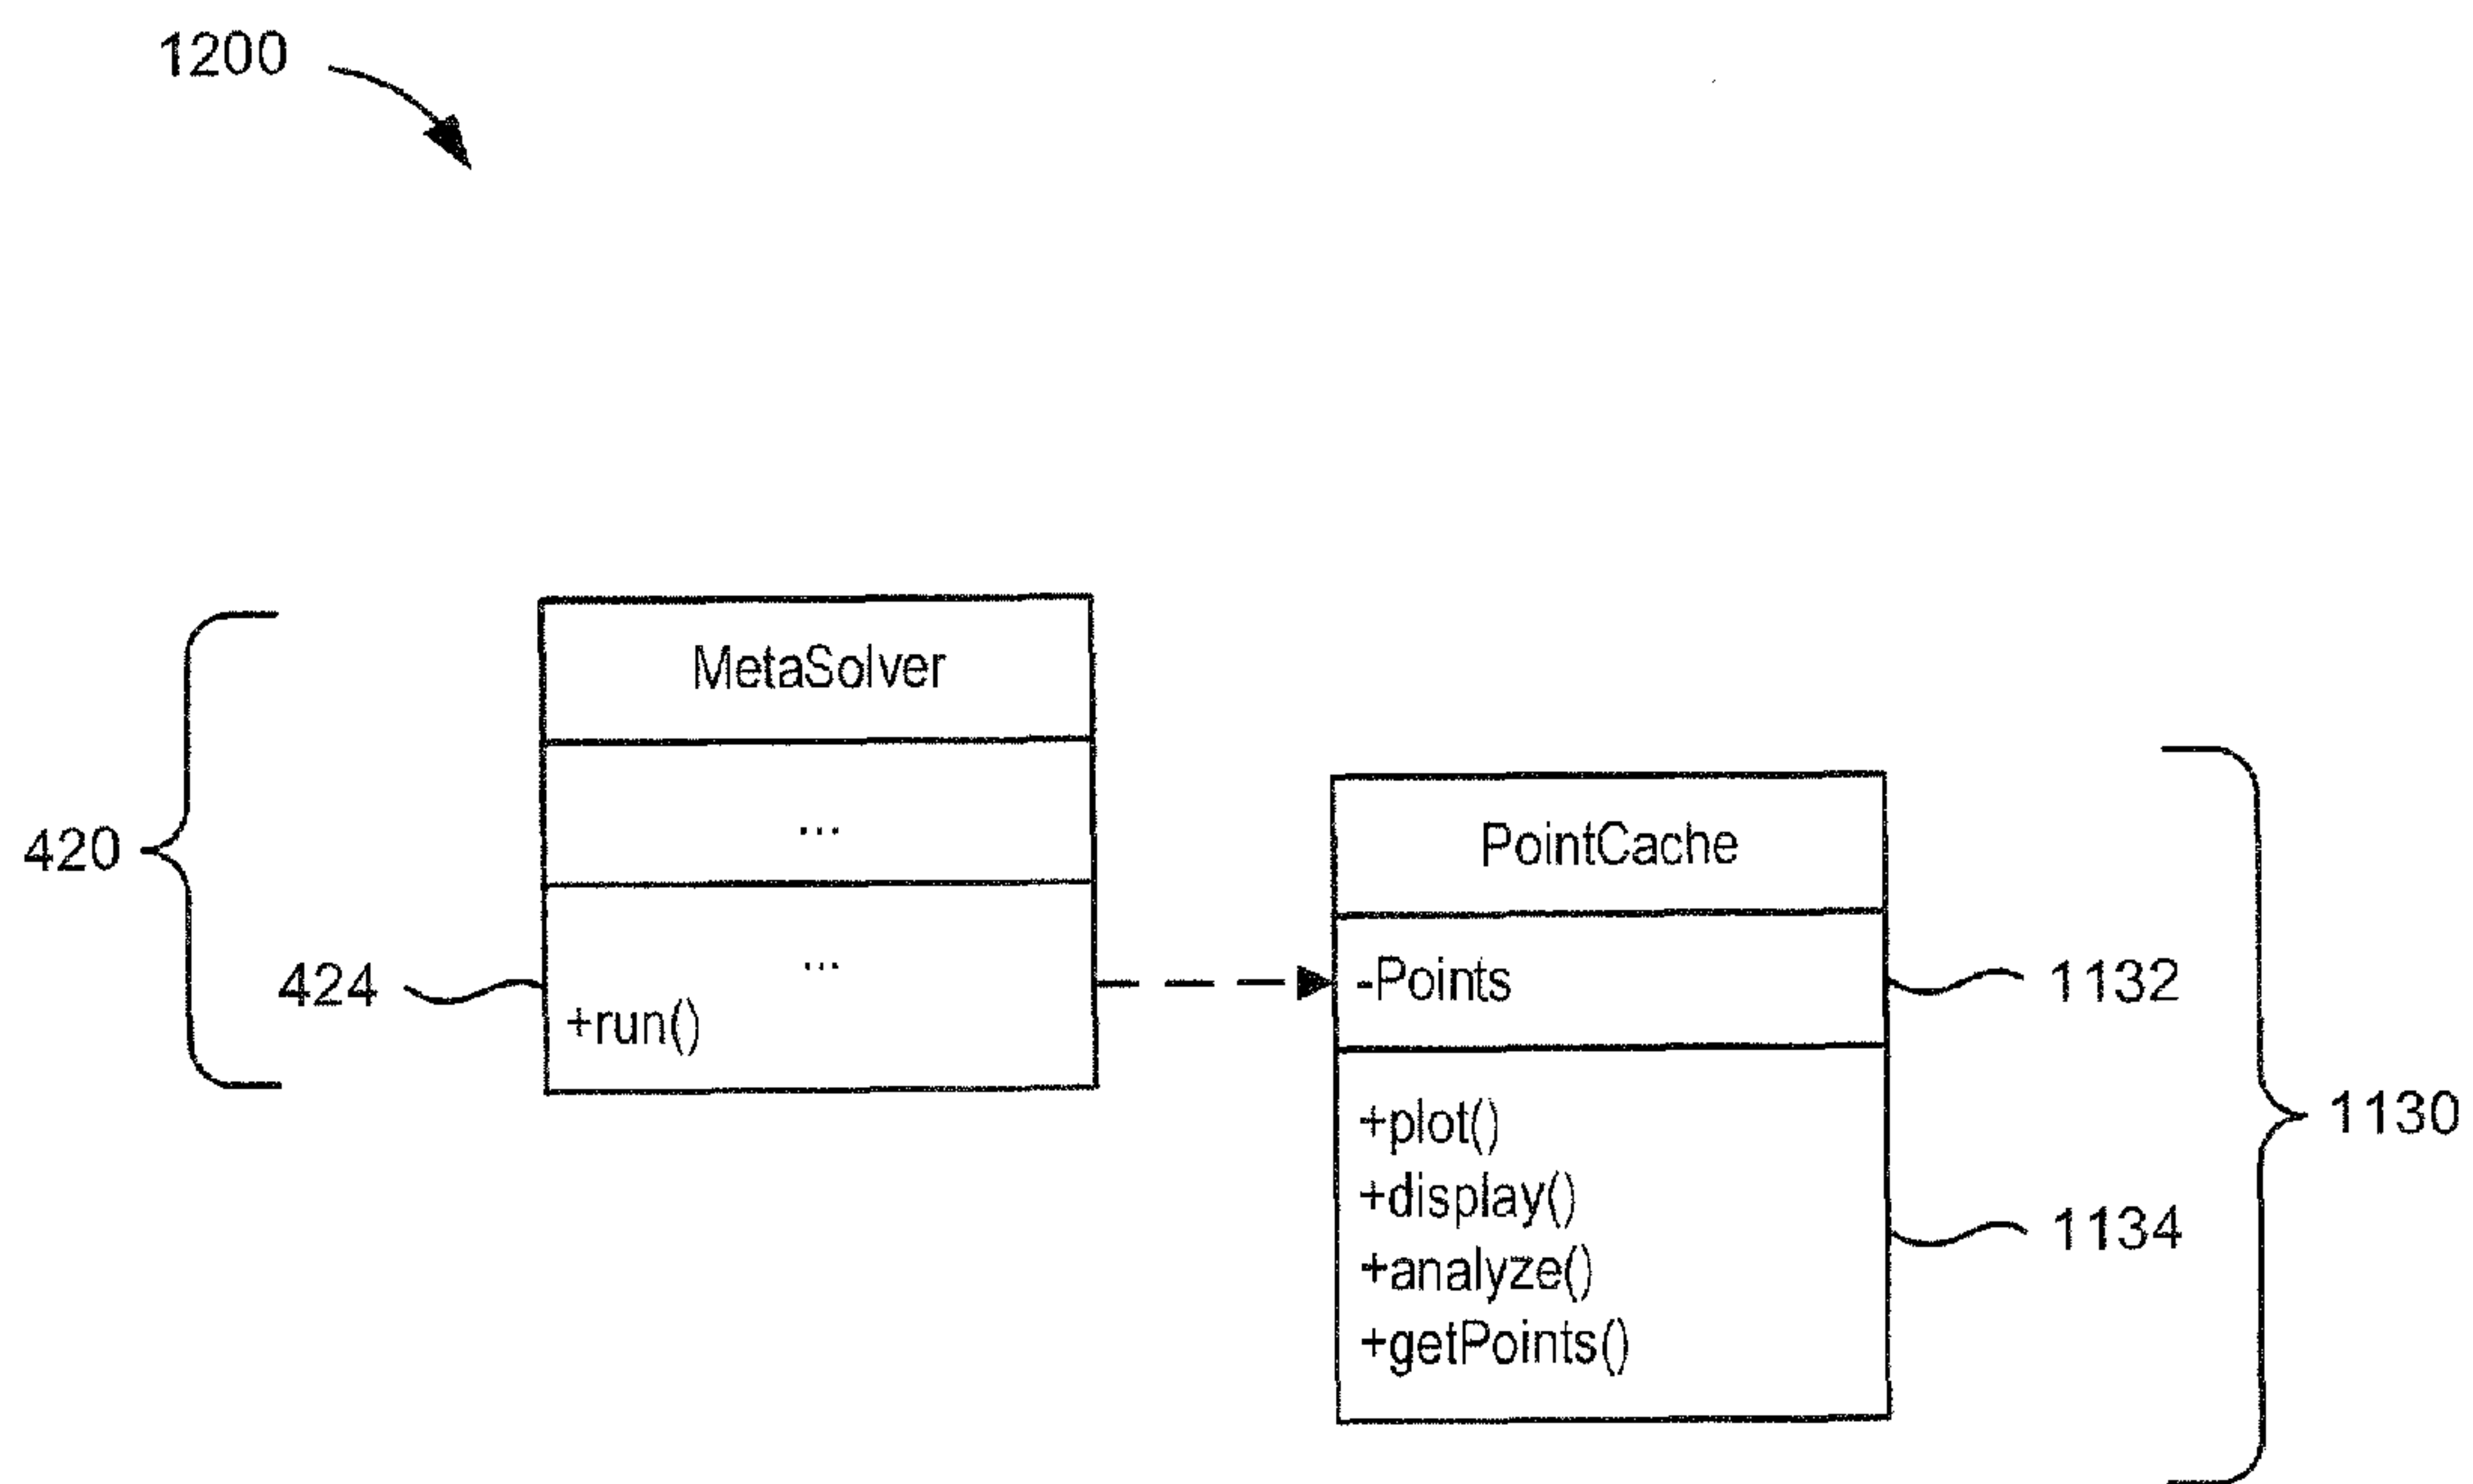 1200
MetaSolver
...
...
+run()
420
424
PointCache
-Points
+plot()
+display()
+analyze()
+getPoints()
1132
1134
1130